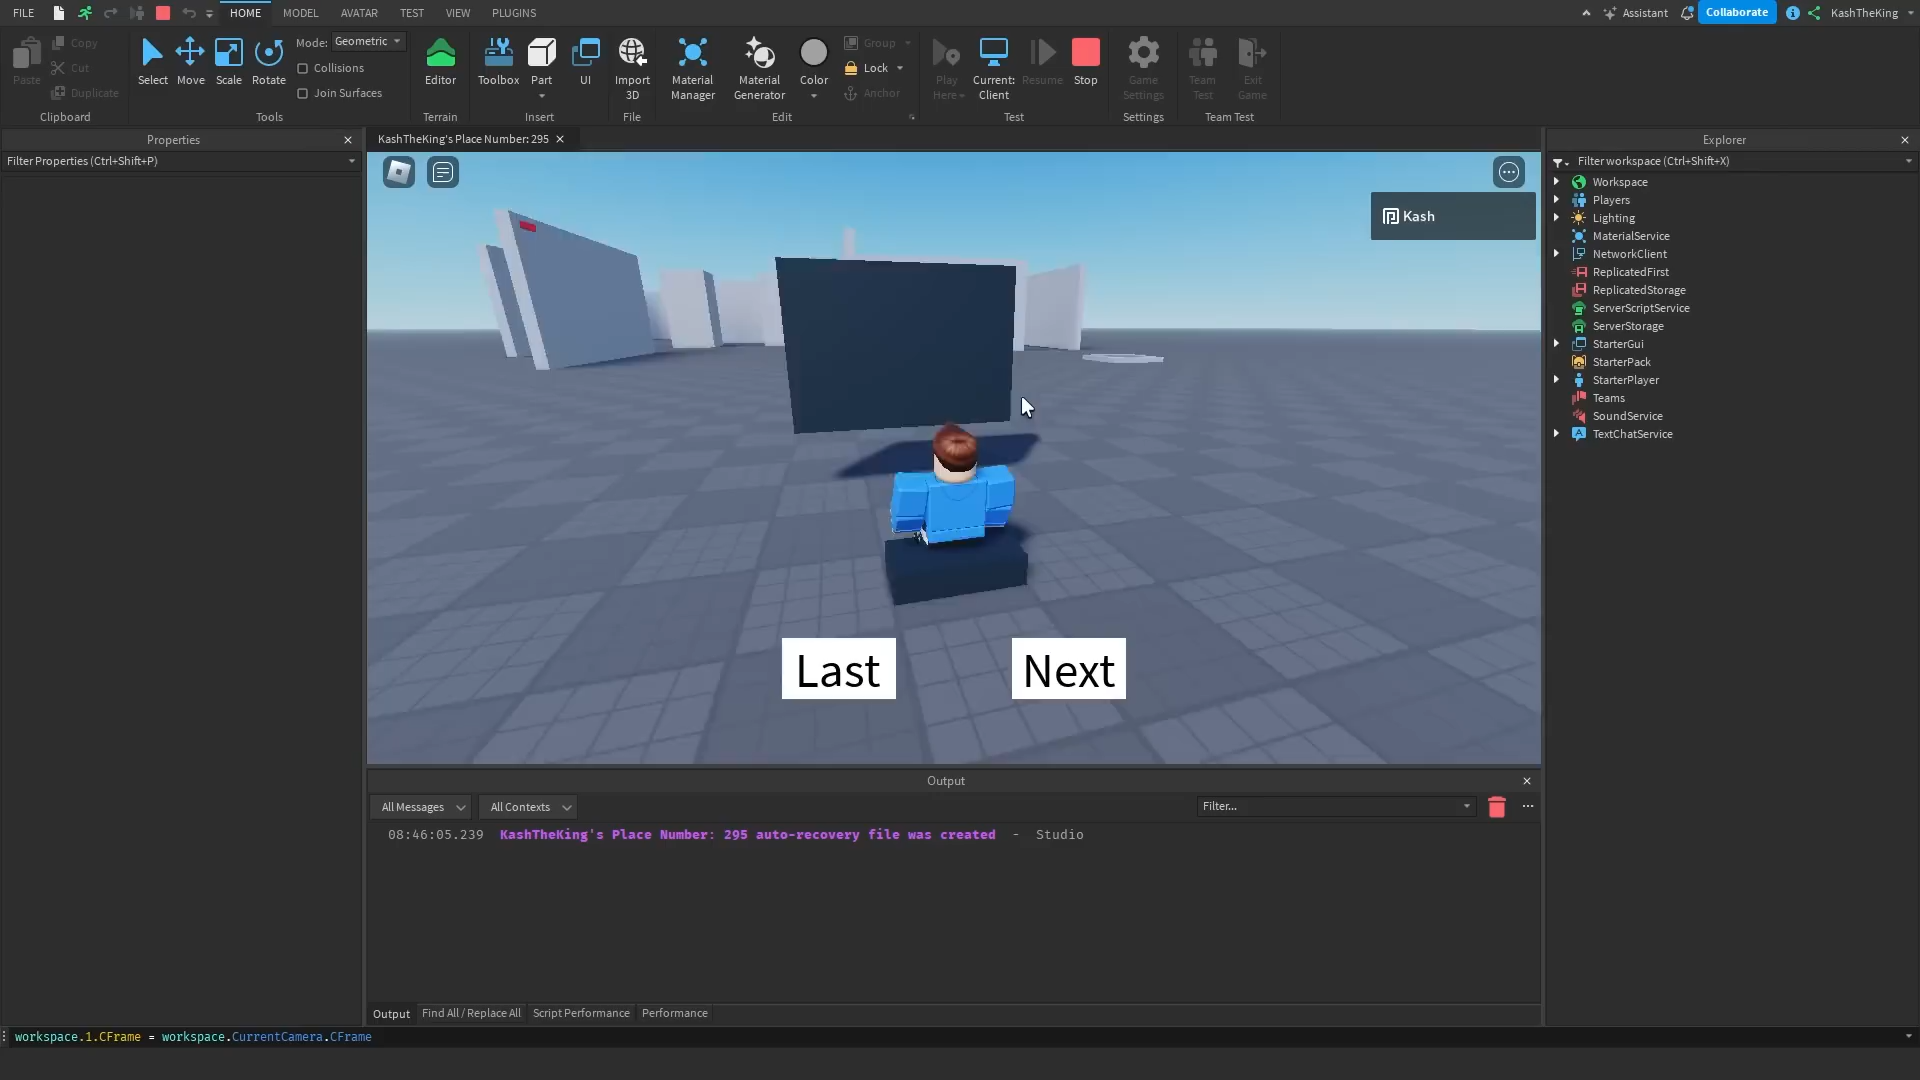 FILE HOME MODEL AVATAR TEST VIEW PLUGINS Assistant Collaborate KashTheKing
Paste Copy Cut Duplicate Clipboard
Select Move Scale Rotate Mode: Geometric Collisions Join Surfaces Tools
Editor Terrain
Toolbox Part UI Insert
Import 3D File
Material Manager Material Generator Color Group Lock Anchor Edit
Play Here Current: Client Resume Stop Test
Game Settings Settings
Team Test Exit Game Team Test
Properties
Filter Properties (Ctrl+Shift+P)
KashTheKing's Place Number: 295
Kash
Last
Next
Explorer
Filter workspace (Ctrl+Shift+X)
Workspace
Players
Lighting
MaterialService
NetworkClient
ReplicatedFirst
ReplicatedStorage
ServerScriptService
ServerStorage
StarterGui
StarterPack
StarterPlayer
Teams
SoundService
TextChatService
Output
All Messages All Contexts Filter...
08:46:05.239 KashTheKing's Place Number: 295 auto-recovery file was created - Studio
Output Find All / Replace All Script Performance Performance
workspace.1.CFrame = workspace.CurrentCamera.CFrame